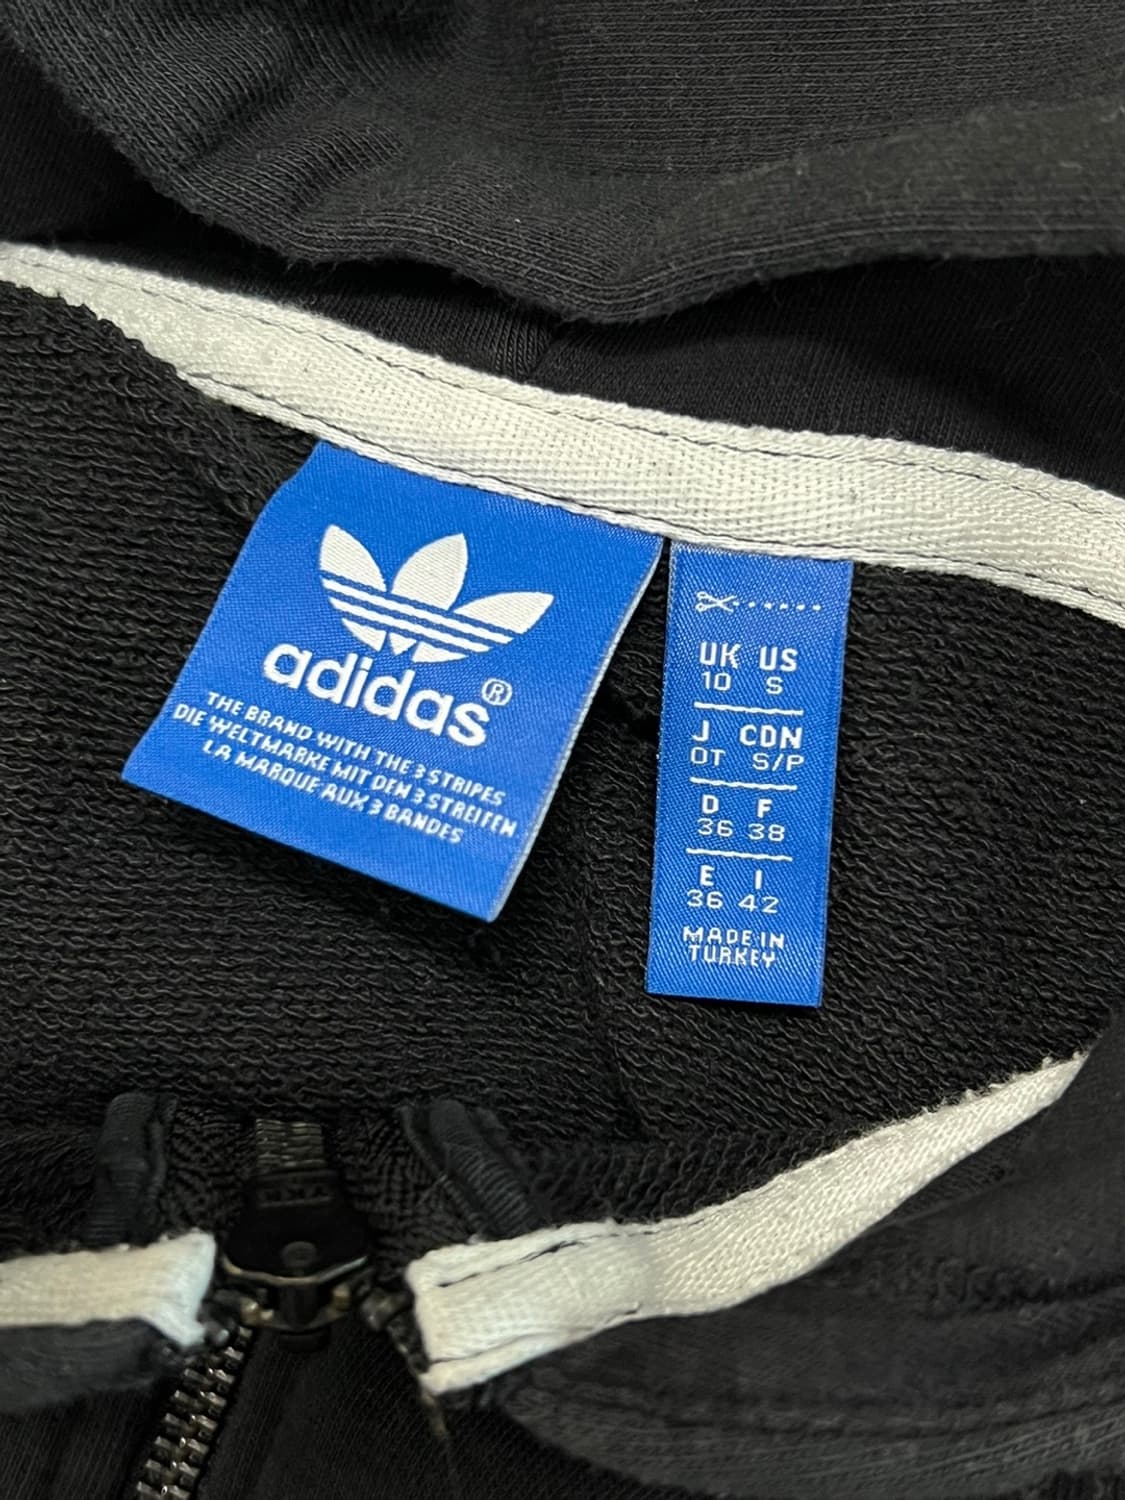 adidas®
THE BRAND WITH THE 3 STRIPES
DIE WELTMARKE MIT DEN 3 STREIFEN
LA MARQUE AUX 3 BANDES
UK US
10 S
J CDN
OT S/P
D F
36 38
E I
36 42
MADE IN
TURKEY
YKK